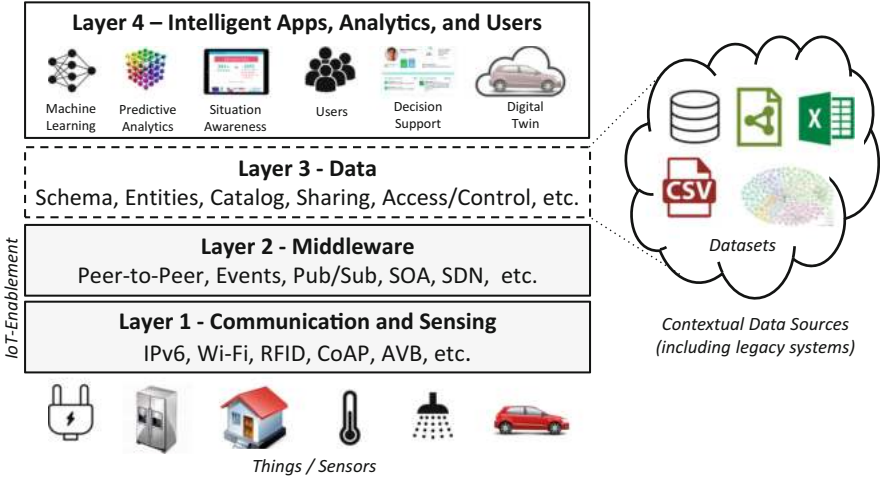 Layer 4 – Intelligent Apps, Analytics, and Users
Machine
Learning
Predictive
Analytics
Situation
Awareness
Users
Decision
Support
Digital
Twin
Layer 3 - Data
Schema, Entities, Catalog, Sharing, Access/Control, etc.
Layer 2 - Middleware
Peer-to-Peer, Events, Pub/Sub, SOA, SDN, etc.
Layer 1 - Communication and Sensing
IPv6, Wi-Fi, RFID, CoAP, AVB, etc.
IoT-Enablement
Things / Sensors
X
CSV
Datasets
Contextual Data Sources
(including legacy systems)